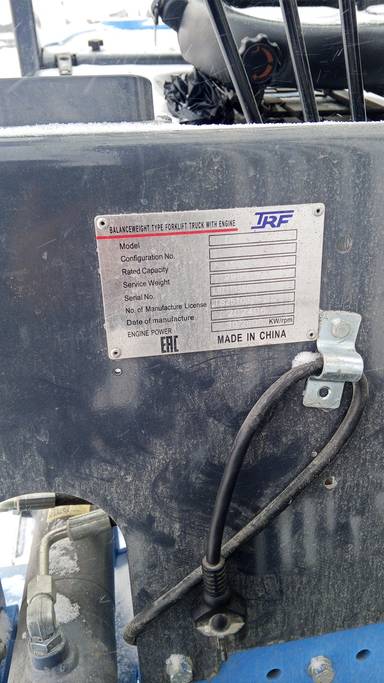 BALANCEWEIGHT TYPE FORKLIFT TRUCK WITH ENGINE
TRF
Model
Configuration No.
Rated Capacity
Service Weight
Serial No.
No. of Manufacture License
Date of manufacture
ENGINE POWER KW/rpm
EAC MADE IN CHINA